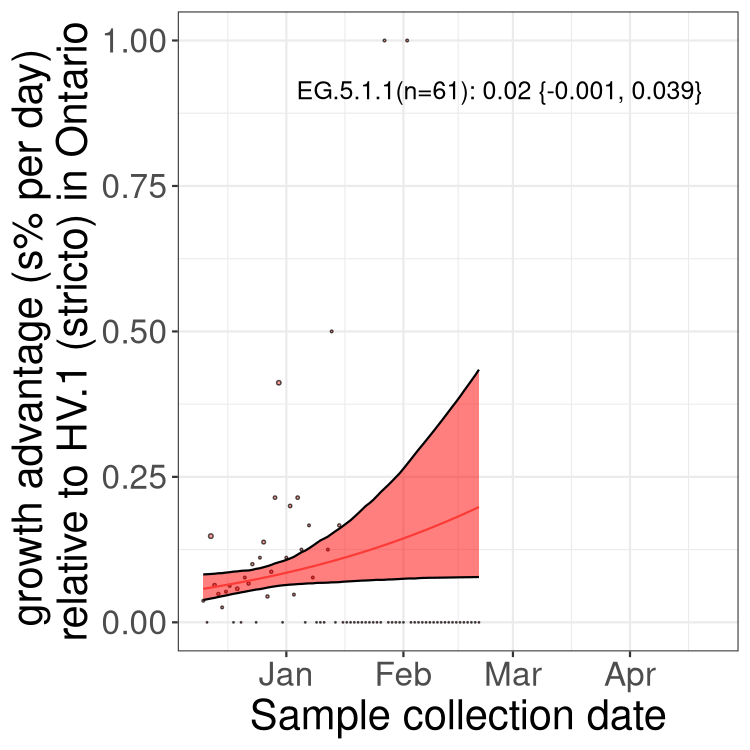 growth advantage (s% per day)
relative to HV.1 (stricto) in Ontario
1.00
0.75
0.50
0.25
0.00
EG.5.1.1(n=61): 0.02 {-0.001, 0.039}
Jan
Feb
Mar
Apr
Sample collection date